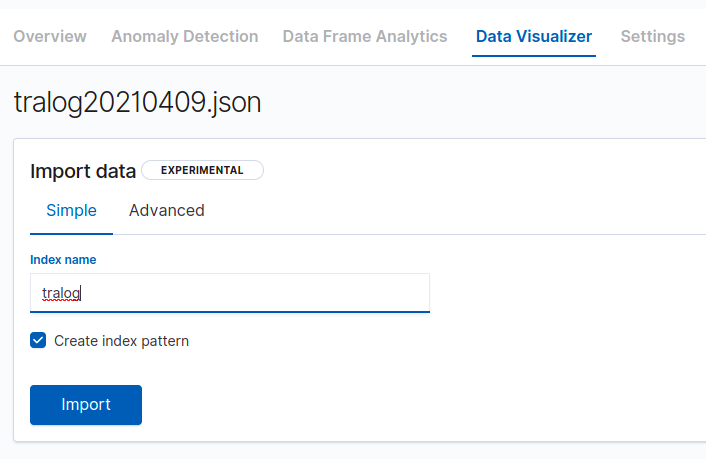 Overview Anomaly Detection Data Frame Analytics Data Visualizer Settings
tralog20210409.json
Import data EXPERIMENTAL
Simple Advanced
Index name
tralog
Create index pattern
Import